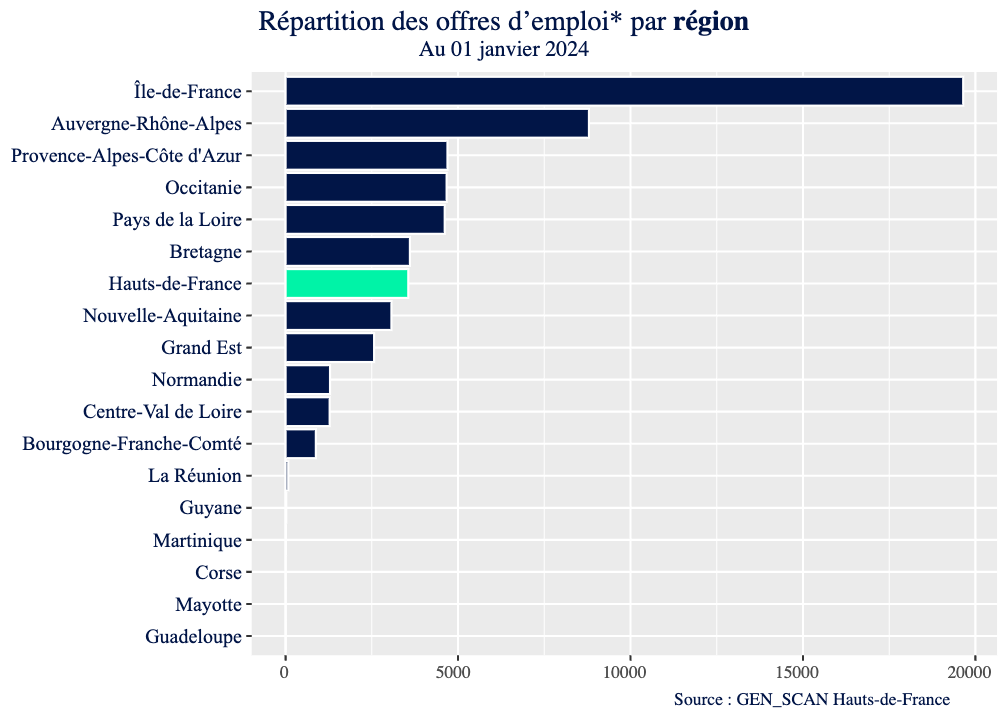 Répartition des offres d’emploi* par région
Au 01 janvier 2024
Île-de-France
Auvergne-Rhône-Alpes
Provence-Alpes-Côte d'Azur
Occitanie
Pays de la Loire
Bretagne
Hauts-de-France
Nouvelle-Aquitaine
Grand Est
Normandie
Centre-Val de Loire
Bourgogne-Franche-Comté
La Réunion
Guyane
Martinique
Corse
Mayotte
Guadeloupe
0 5000 10000 15000 20000
Source : GEN_SCAN Hauts-de-France